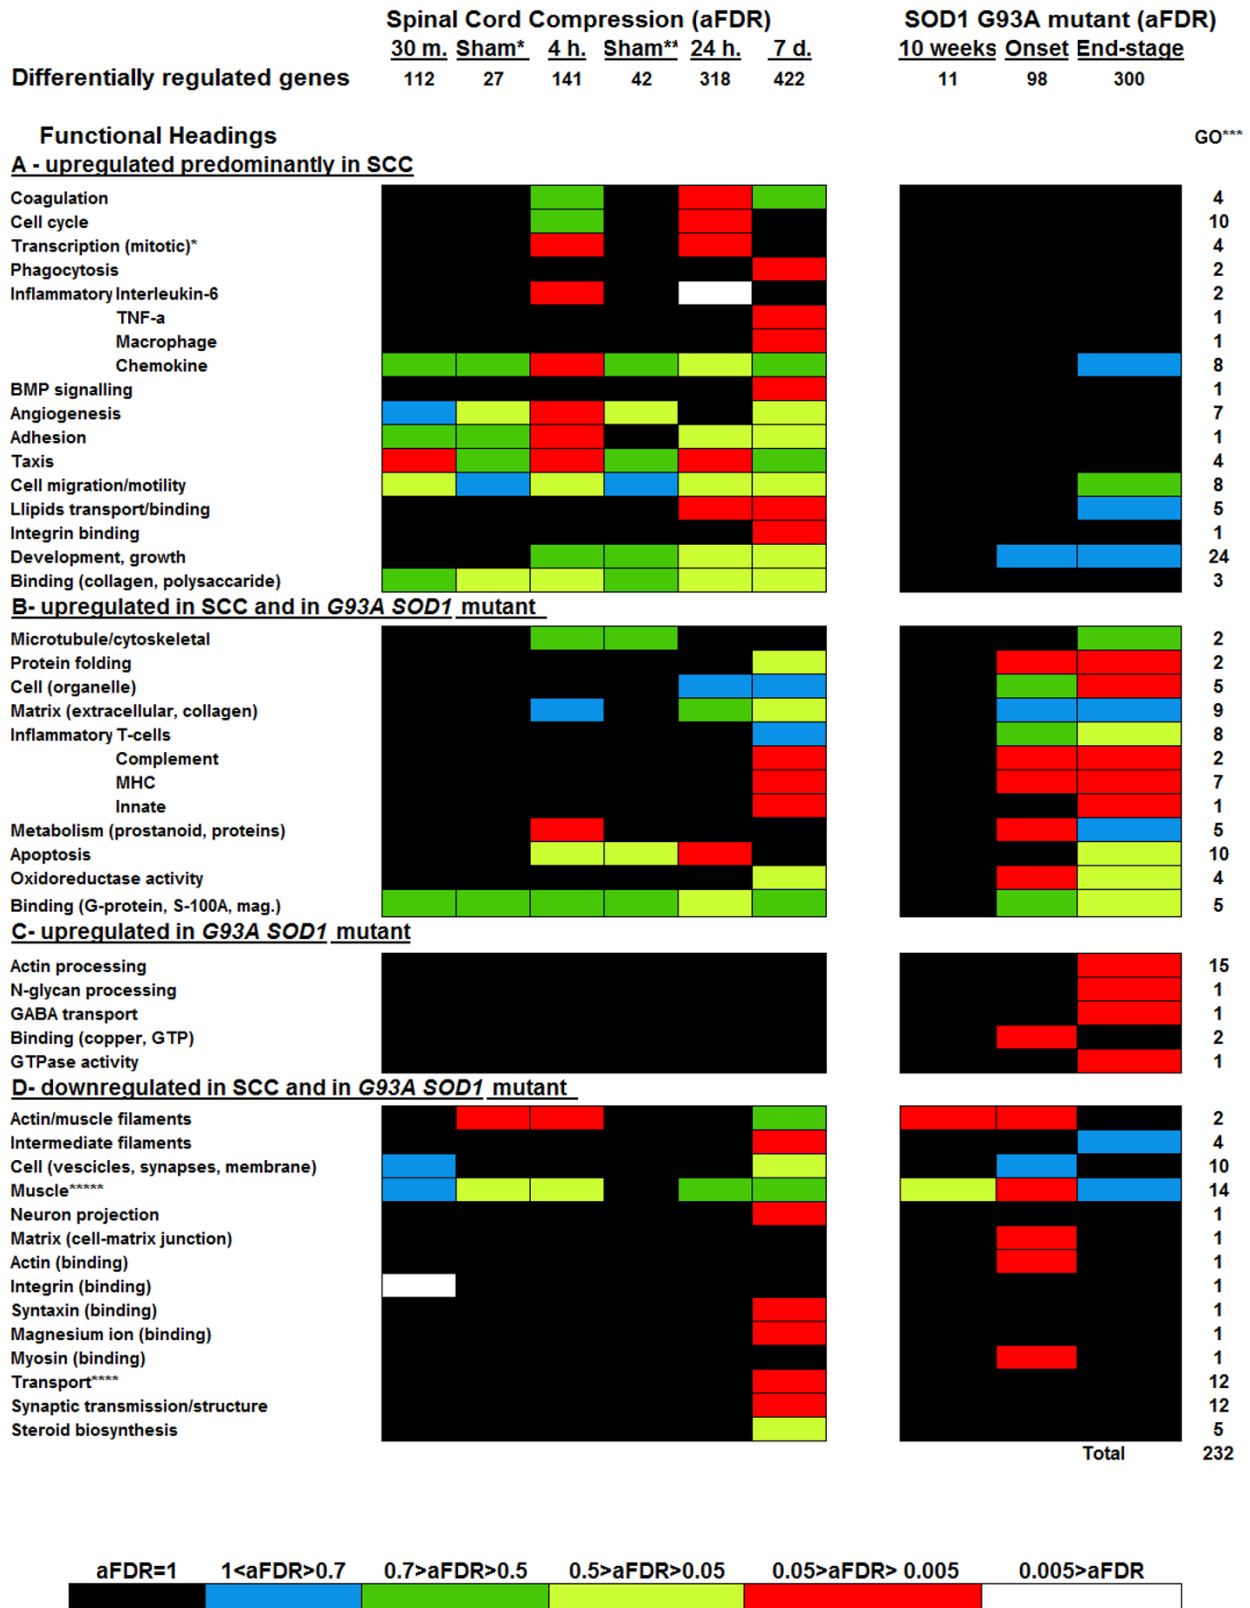 Spinal Cord Compression (aFDR) SOD1 G93A mutant (aFDR)
30 m. Sham* 4 h. Sham** 24 h. 7 d. 10 weeks Onset End-stage
Differentially regulated genes 112 27 141 42 318 422 11 98 300
Functional Headings GO***
A - upregulated predominantly in SCC
Coagulation 4
Cell cycle 10
Transcription (mitotic)* 4
Phagocytosis 2
Inflammatory Interleukin-6 2
TNF-a 1
Macrophage 1
Chemokine 8
BMP signalling 1
Angiogenesis 7
Adhesion 1
Taxis 4
Cell migration/motility 8
Llipids transport/binding 5
Integrin binding 1
Development, growth 24
Binding (collagen, polysaccaride) 3
B- upregulated in SCC and in G93A SOD1 mutant
Microtubule/cytoskeletal 2
Protein folding 2
Cell (organelle) 5
Matrix (extracellular, collagen) 9
Inflammatory T-cells 8
Complement 2
MHC 7
Innate 1
Metabolism (prostanoid, proteins) 5
Apoptosis 10
Oxidoreductase activity 4
Binding (G-protein, S-100A, mag.) 5
C- upregulated in G93A SOD1 mutant
Actin processing 15
N-glycan processing 1
GABA transport 1
Binding (copper, GTP) 2
GTPase activity 1
D- downregulated in SCC and in G93A SOD1 mutant
Actin/muscle filaments 2
Intermediate filaments 4
Cell (vescicles, synapses, membrane) 10
Muscle***** 14
Neuron projection 1
Matrix (cell-matrix junction) 1
Actin (binding) 1
Integrin (binding) 1
Syntaxin (binding) 1
Magnesium ion (binding) 1
Myosin (binding) 1
Transport**** 12
Synaptic transmission/structure 12
Steroid biosynthesis 5
Total 232
aFDR=1 1<aFDR>0.7 0.7>aFDR>0.5 0.5>aFDR>0.05 0.05>aFDR> 0.005 0.005>aFDR